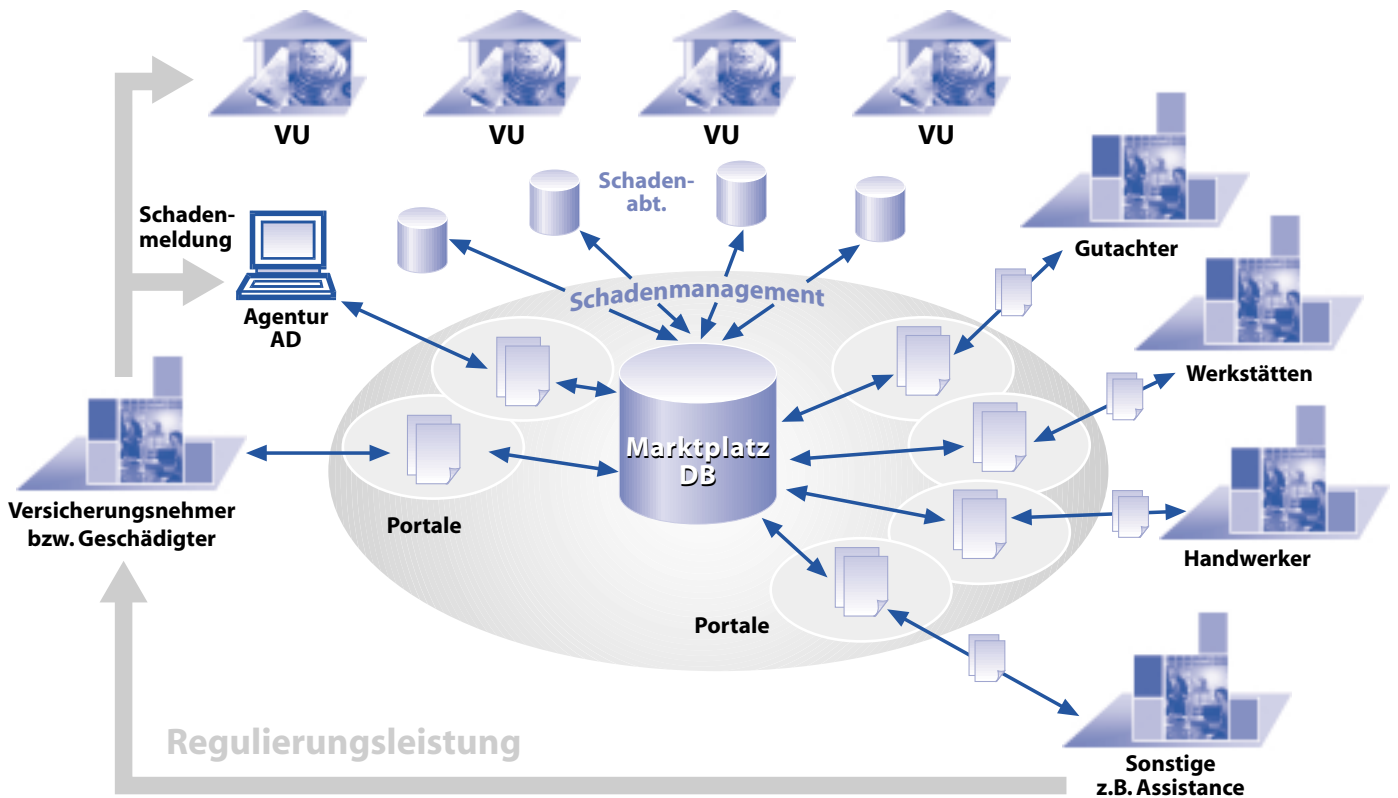 VU
VU
VU
VU
Schaden-
abt.
Schaden-
meldung
Gutachter
Schadenmanagement
Agentur
AD
Werkstätten
Marktplatz
DB
Versicherungsnehmer
bzw. Geschädigter
Portale
Handwerker
Portale
Regulierungsleistung
Sonstige
z.B. Assistance